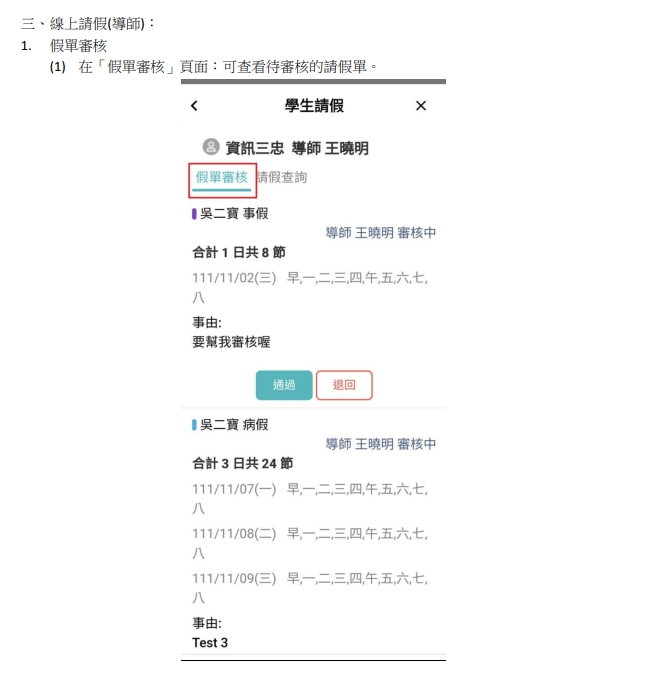 三、線上請假(導師)：
1. 假單審核
(1) 在「假單審核」頁面：可查看待審核的請假單。
學生請假
資訊三忠 導師 王曉明
假單審核 請假查詢
吳二寶 事假
導師 王曉明 審核中
合計 1 日共 8 節
111/11/02(三) 早,一,二,三,四,午,五,六,七,
八
事由:
要幫我審核喔
通過 退回
吳二寶 病假
導師 王曉明 審核中
合計 3 日共 24 節
111/11/07(一) 早,一,二,三,四,午,五,六,七,
八
111/11/08(二) 早,一,二,三,四,午,五,六,七,
八
111/11/09(三) 早,一,二,三,四,午,五,六,七,
八
事由:
Test 3